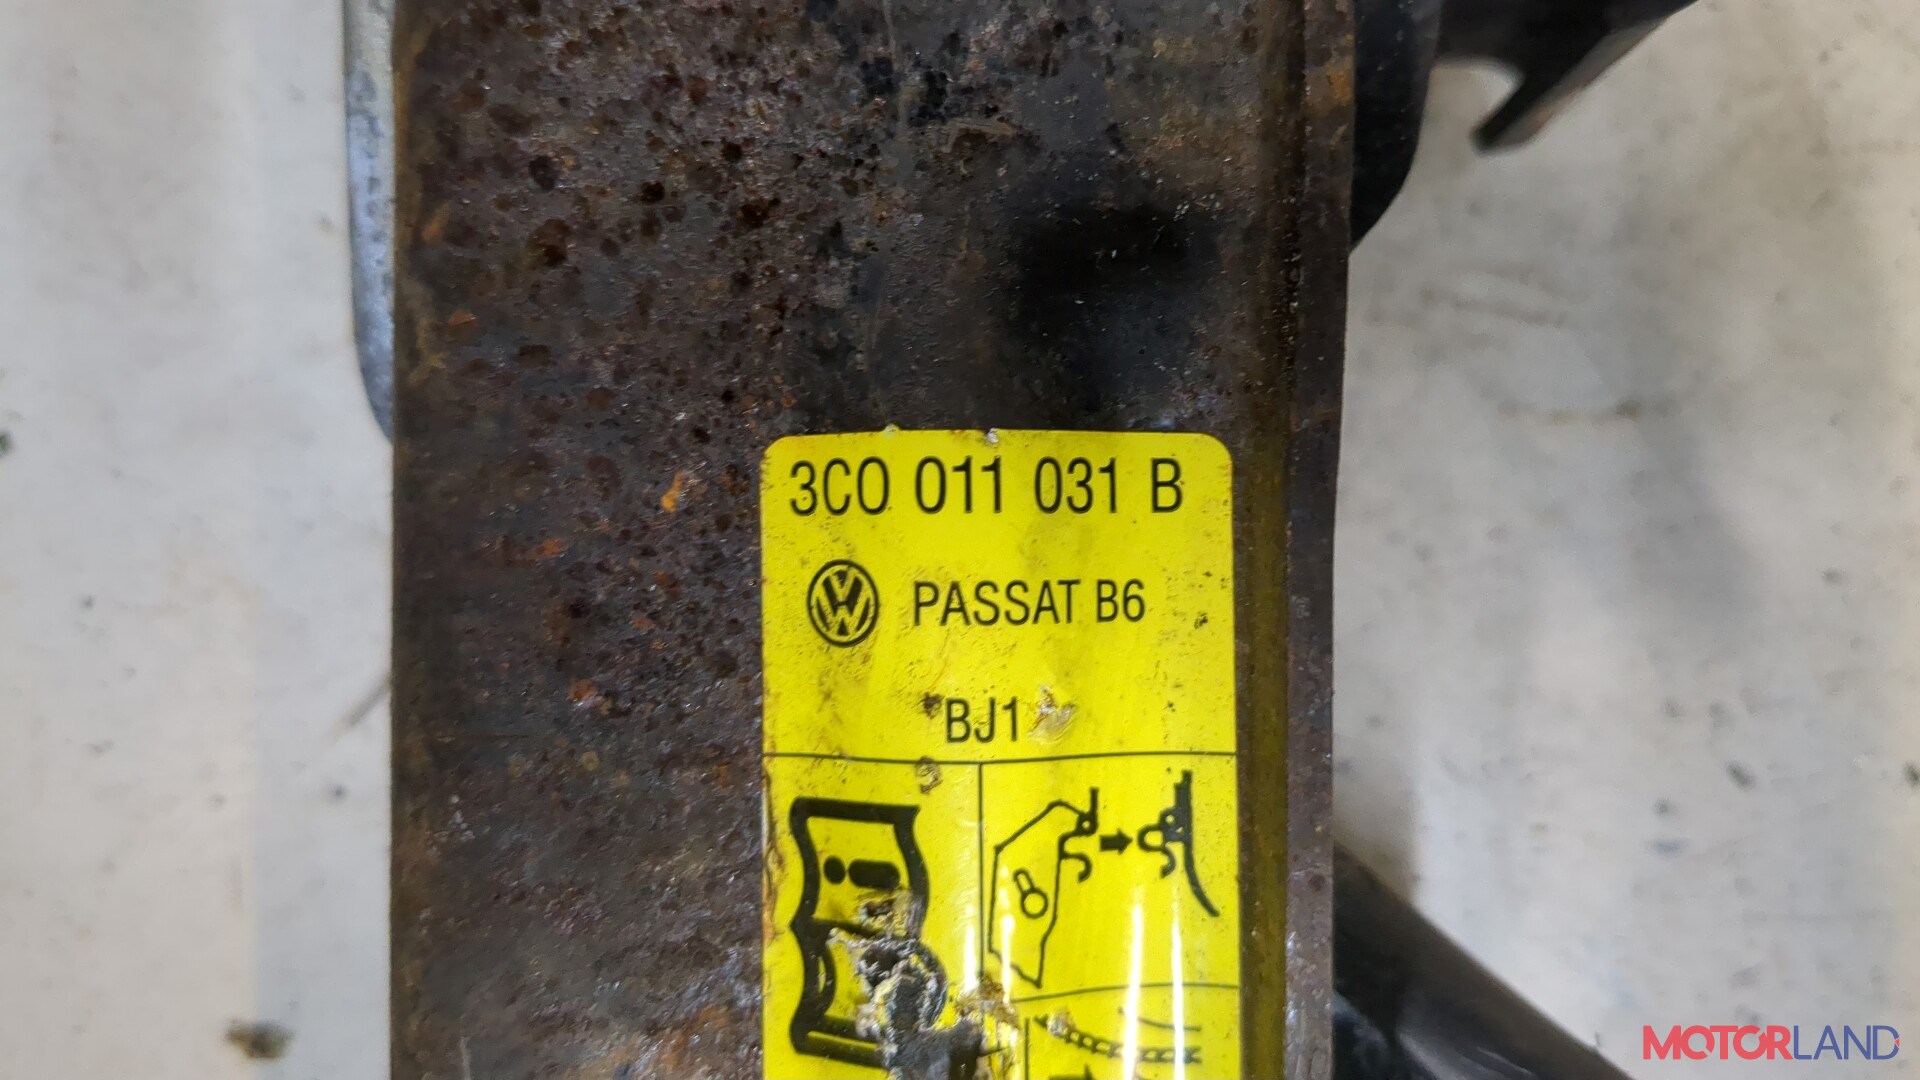 3C0 011 031 B
PASSAT B6
BJ1
MOTORLAND